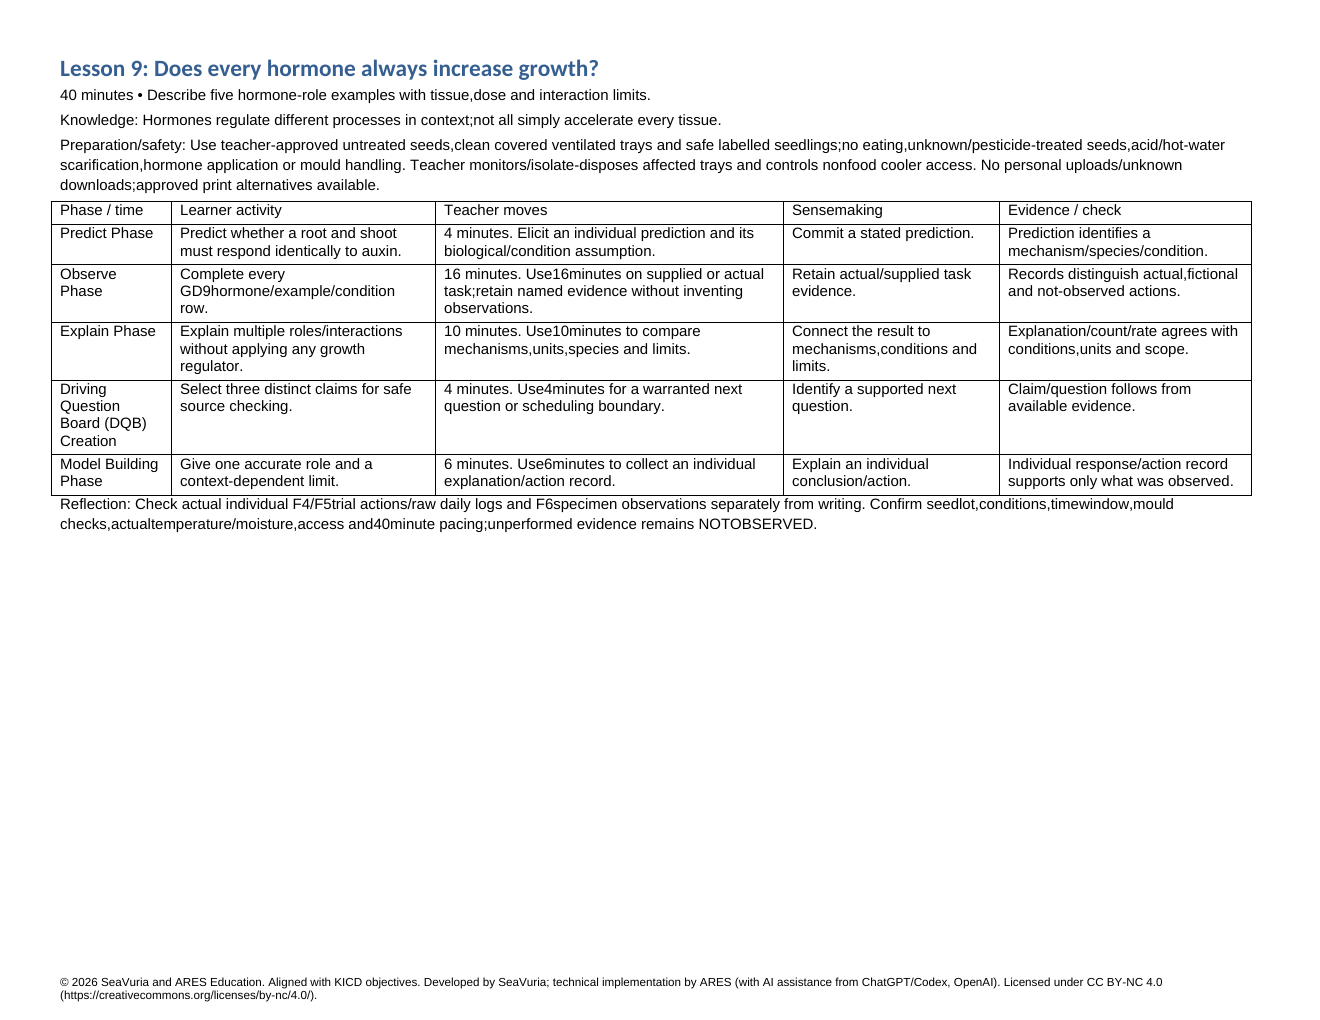 Lesson 9: Does every hormone always increase growth?
40 minutes • Describe five hormone-role examples with tissue,dose and interaction limits.
Knowledge: Hormones regulate different processes in context;not all simply accelerate every tissue.
Preparation/safety: Use teacher-approved untreated seeds,clean covered ventilated trays and safe labelled seedlings;no eating,unknown/pesticide-treated seeds,acid/hot-water
scarification,hormone application or mould handling. Teacher monitors/isolate-disposes affected trays and controls nonfood cooler access. No personal uploads/unknown
downloads;approved print alternatives available.
Phase / time
Learner activity
Teacher moves
Sensemaking
Evidence / check
Predict Phase
Predict whether a root and shoot
must respond identically to auxin.
4 minutes. Elicit an individual prediction and its
biological/condition assumption.
Commit a stated prediction.
Prediction identifies a
mechanism/species/condition.
Observe
Phase
Complete every
GD9hormone/example/condition
row.
16 minutes. Use16minutes on supplied or actual
task;retain named evidence without inventing
observations.
Retain actual/supplied task
evidence.
Records distinguish actual,fictional
and not-observed actions.
Explain Phase
Explain multiple roles/interactions
without applying any growth
regulator.
10 minutes. Use10minutes to compare
mechanisms,units,species and limits.
Connect the result to
mechanisms,conditions and
limits.
Explanation/count/rate agrees with
conditions,units and scope.
Driving
Question
Board (DQB)
Creation
Select three distinct claims for safe
source checking.
4 minutes. Use4minutes for a warranted next
question or scheduling boundary.
Identify a supported next
question.
Claim/question follows from
available evidence.
Model Building
Phase
Give one accurate role and a
context-dependent limit.
6 minutes. Use6minutes to collect an individual
explanation/action record.
Explain an individual
conclusion/action.
Individual response/action record
supports only what was observed.
Reflection: Check actual individual F4/F5trial actions/raw daily logs and F6specimen observations separately from writing. Confirm seedlot,conditions,timewindow,mould
checks,actualtemperature/moisture,access and40minute pacing;unperformed evidence remains NOTOBSERVED.
© 2026 SeaVuria and ARES Education. Aligned with KICD objectives. Developed by SeaVuria; technical implementation by ARES (with AI assistance from ChatGPT/Codex, OpenAI). Licensed under CC BY-NC 4.0
(https://creativecommons.org/licenses/by-nc/4.0/).